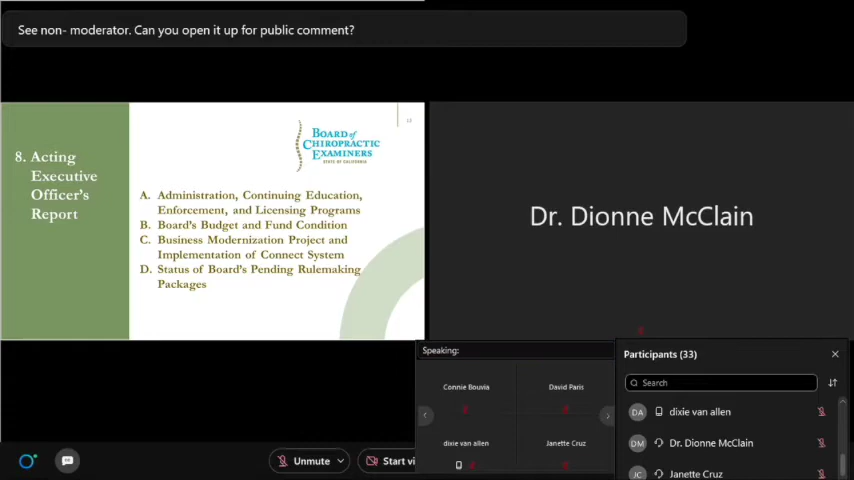 See non- moderator. Can you open it up for public comment?
8. Acting
Executive
Officer's
Report
BOARD of
CHIROPRACTIC
EXAMINERS
STATE OF CALIFORNIA
A. Administration, Continuing Education,
Enforcement, and Licensing Programs
B. Board's Budget and Fund Condition
C. Business Modernization Project and
Implementation of Connect System
D. Status of Board's Pending Rulemaking
Packages
Dr. Dionne McClain
Speaking:
Connie Bouvia
David Paris
dixie van allen
Janette Cruz
Participants (33)
Search
DA dixie van allen
DM Dr. Dionne McClain
JC Janette Cruz
Unmute
Start vi